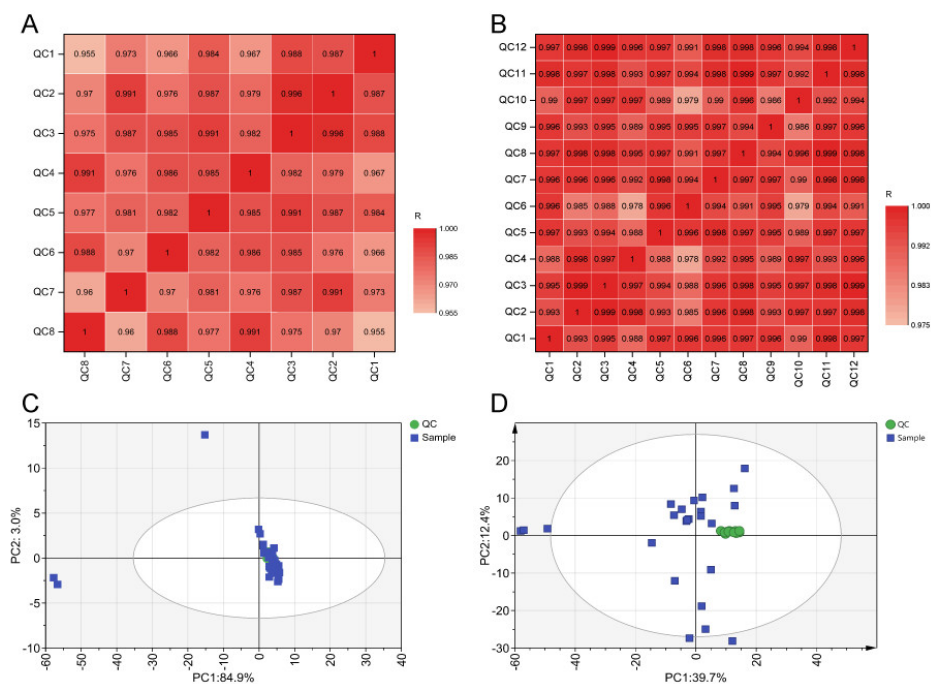 A
QC1 0.955 0.973 0.966 0.984 0.967 0.988 0.987 1
QC2 0.97 0.991 0.976 0.987 0.979 0.996 1 0.987
QC3 0.975 0.987 0.985 0.991 0.982 1 0.996 0.988
QC4 0.991 0.976 0.986 0.985 1 0.982 0.979 0.967
QC5 0.977 0.981 0.982 1 0.985 0.991 0.987 0.984
QC6 0.988 0.97 1 0.982 0.986 0.985 0.976 0.966
QC7 0.96 1 0.97 0.981 0.976 0.987 0.991 0.973
QC8 1 0.96 0.988 0.977 0.991 0.975 0.97 0.955
QC8 QC7 QC6 QC5 QC4 QC3 QC2 QC1
R
1.000
0.985
0.970
0.955
B
QC12 0.997 0.998 0.999 0.996 0.997 0.991 0.998 0.998 0.996 0.994 0.998 1
QC11 0.998 0.997 0.998 0.993 0.997 0.994 0.998 0.999 0.997 0.992 1 0.998
QC10 0.99 0.997 0.997 0.997 0.989 0.979 0.99 0.996 0.986 1 0.992 0.994
QC9 0.996 0.993 0.995 0.989 0.995 0.995 0.997 0.994 1 0.986 0.997 0.996
QC8 0.997 0.998 0.998 0.995 0.996 0.991 0.997 1 0.994 0.996 0.999 0.998
QC7 0.996 0.996 0.996 0.992 0.998 0.994 1 0.997 0.997 0.99 0.998 0.998
QC6 0.996 0.985 0.988 0.978 0.996 1 0.994 0.991 0.995 0.979 0.994 0.991
QC5 0.997 0.993 0.994 0.988 1 0.996 0.998 0.996 0.995 0.989 0.997 0.997
QC4 0.988 0.998 0.997 1 0.988 0.978 0.992 0.995 0.989 0.997 0.993 0.996
QC3 0.995 0.999 1 0.997 0.994 0.988 0.996 0.998 0.995 0.997 0.998 0.999
QC2 0.993 1 0.999 0.998 0.993 0.985 0.996 0.998 0.993 0.997 0.997 0.998
QC1 1 0.993 0.995 0.988 0.997 0.996 0.996 0.997 0.996 0.99 0.998 0.997
QC1 QC2 QC3 QC4 QC5 QC6 QC7 QC8 QC9 QC10 QC11 QC12
R
1.000
0.992
0.983
0.975
C
QC
Sample
15
10
5
0
-5
-10
PC2: 3.0%
-60 -50 -40 -30 -20 -10 0 10 20 30 40
PC1:84.9%
D
QC
Sample
30
20
10
0
-10
-20
-30
PC2:12.4%
-60 -40 -20 0 20 40
PC1:39.7%